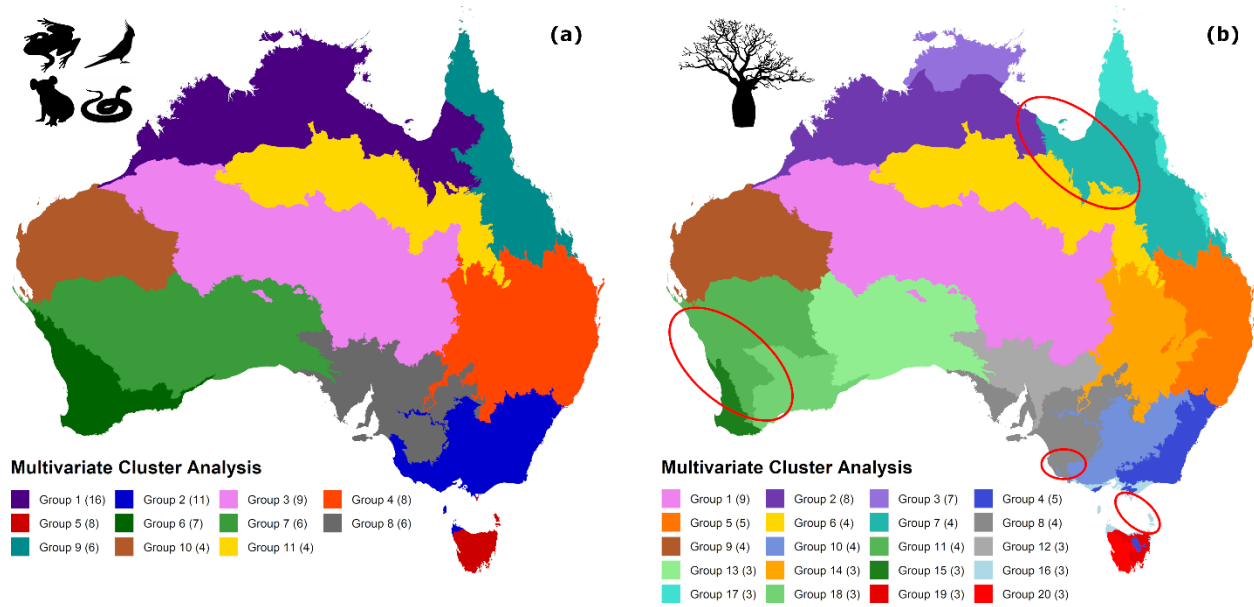 (a)
Multivariate Cluster Analysis
Group 1 (16) Group 2 (11) Group 3 (9) Group 4 (8)
Group 5 (8) Group 6 (7) Group 7 (6) Group 8 (6)
Group 9 (6) Group 10 (4) Group 11 (4)
(b)
Multivariate Cluster Analysis
Group 1 (9) Group 2 (8) Group 3 (7) Group 4 (5)
Group 5 (5) Group 6 (4) Group 7 (4) Group 8 (4)
Group 9 (4) Group 10 (4) Group 11 (4) Group 12 (3)
Group 13 (3) Group 14 (3) Group 15 (3) Group 16 (3)
Group 17 (3) Group 18 (3) Group 19 (3) Group 20 (3)